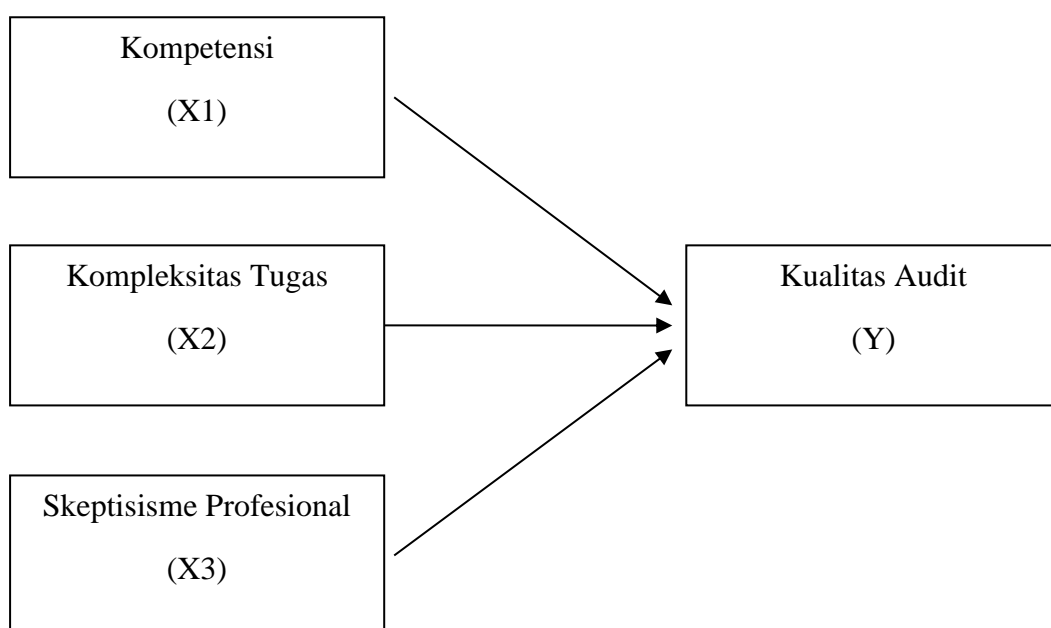 Kompetensi
(X1)
Kompleksitas Tugas
(X2)
Kualitas Audit
(Y)
Skeptisisme Profesional
(X3)